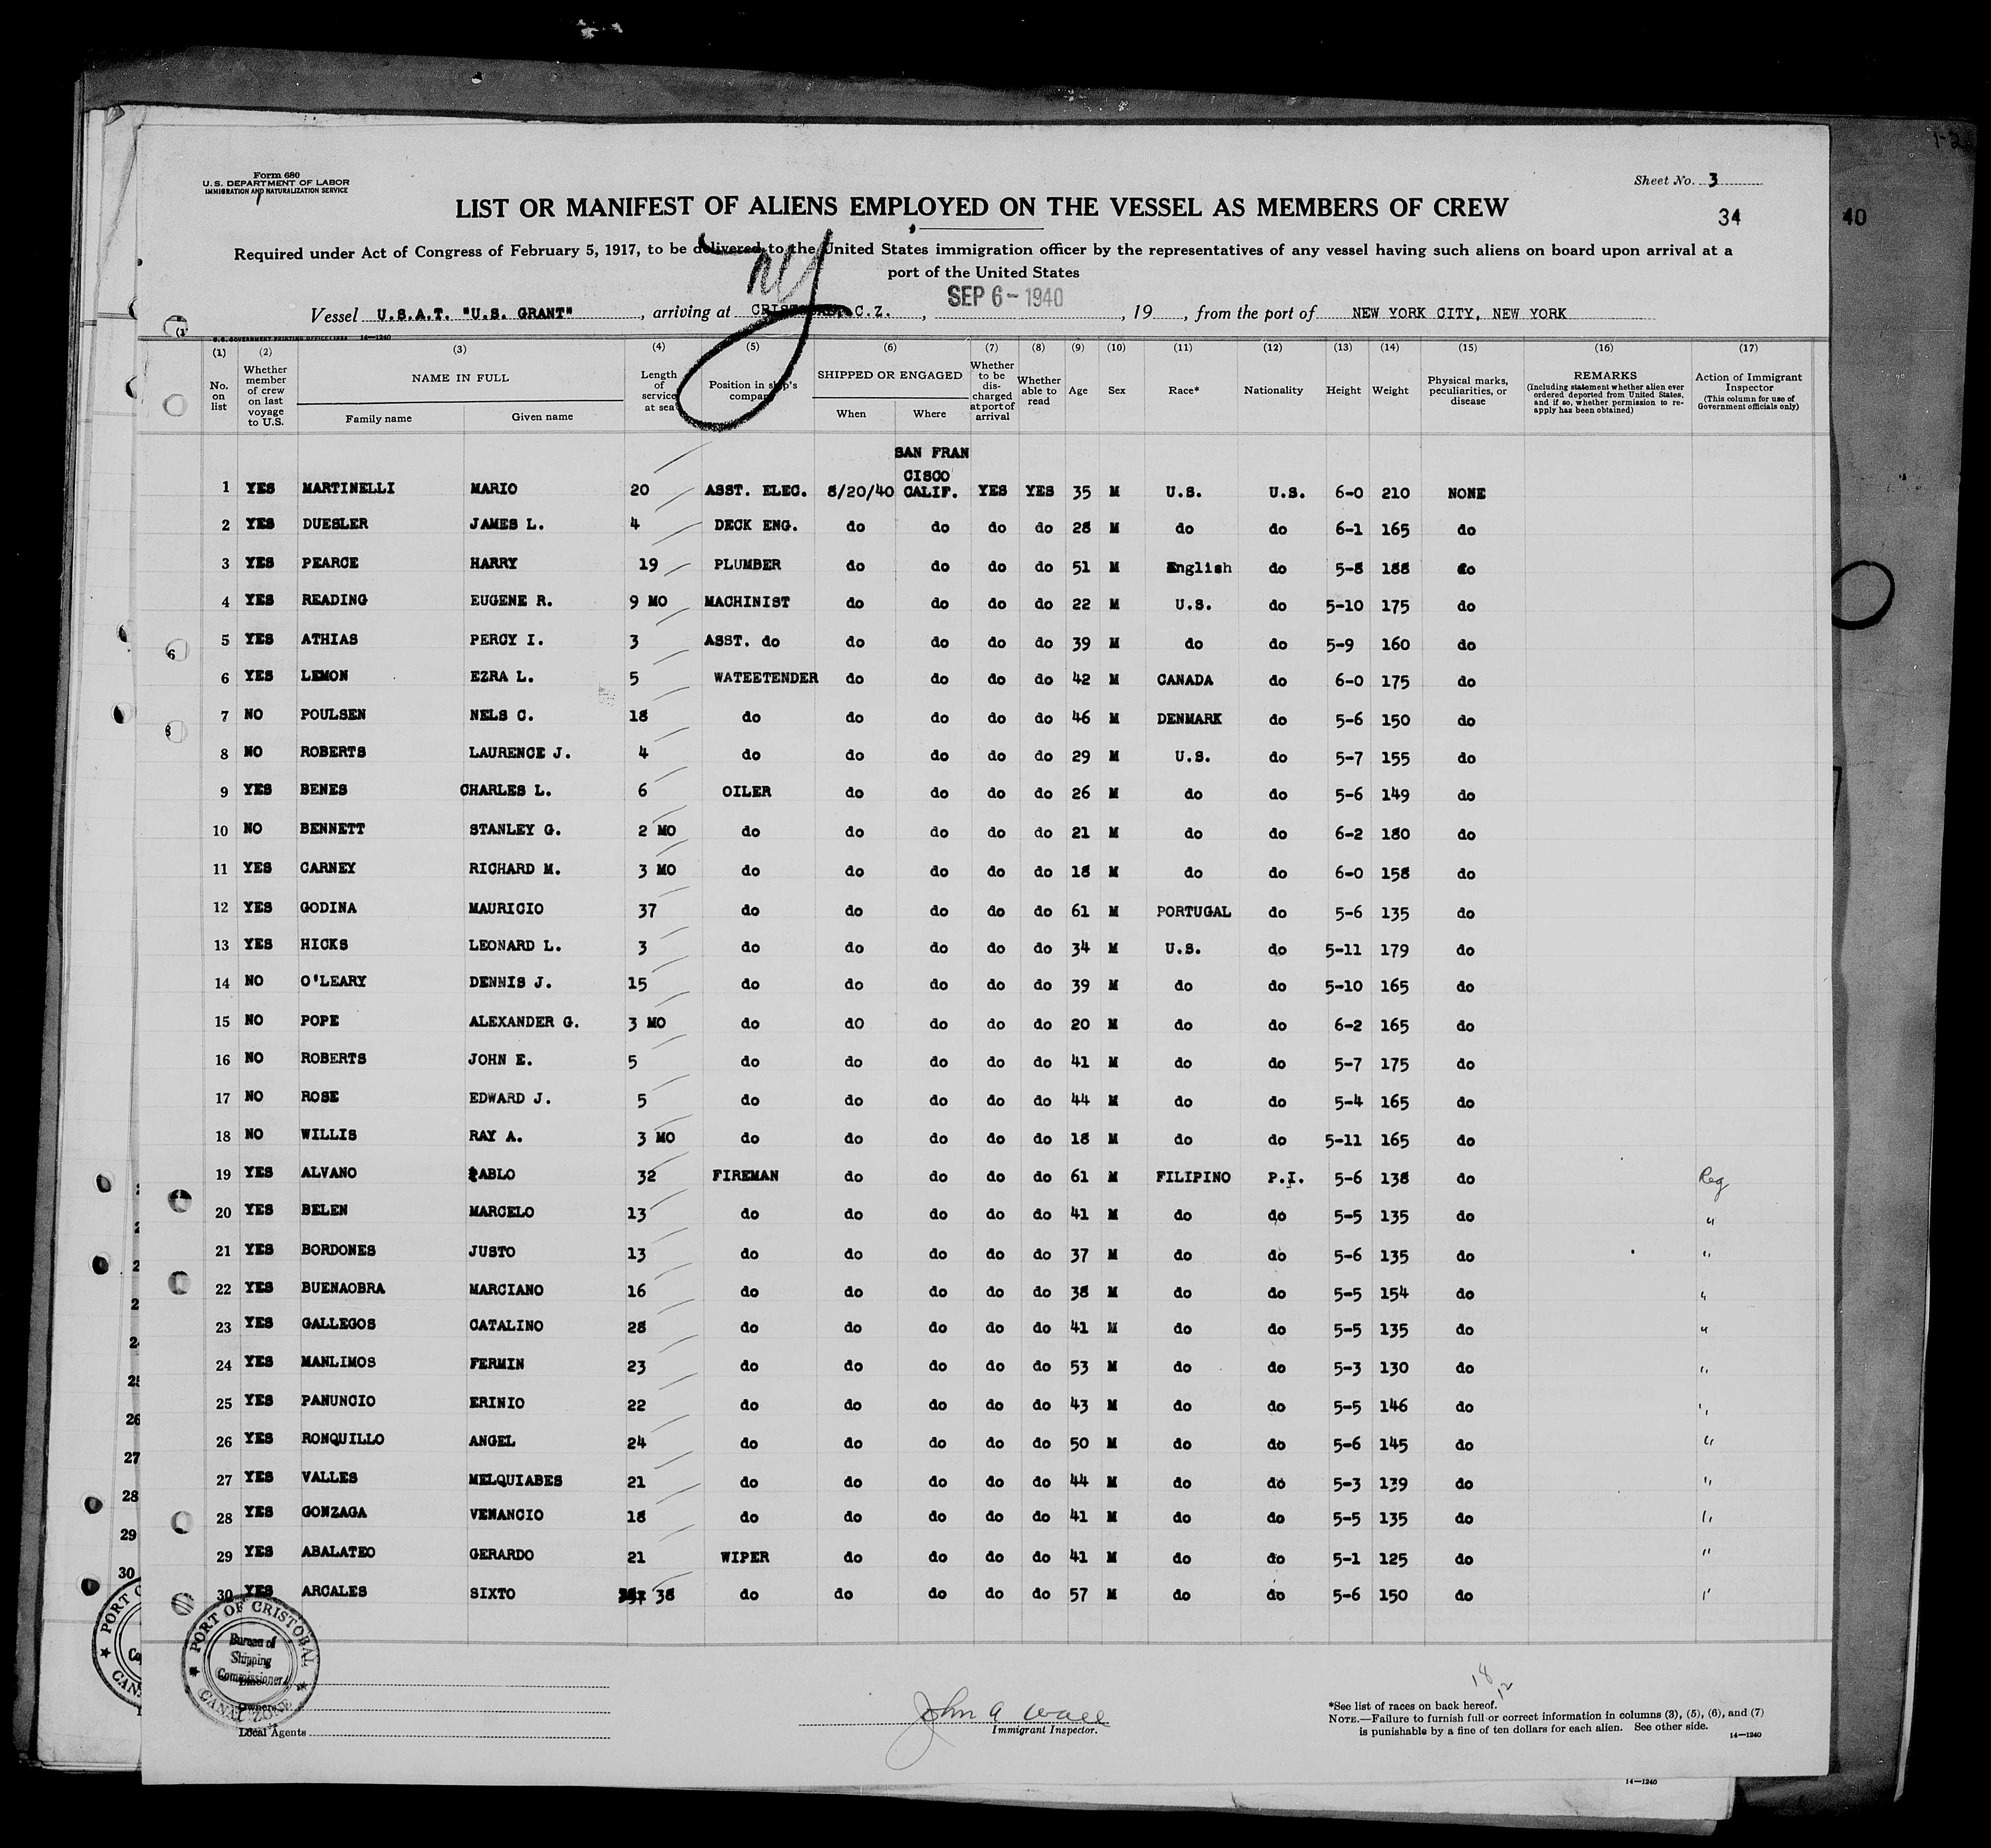 1-2
Form 680
U. S. DEPARTMENT OF LABOR
IMMIGRATION AND NATURALIZATION SERVICE
Sheet No. 3
34
40
LIST OR MANIFEST OF ALIENS EMPLOYED ON THE VESSEL AS MEMBERS OF CREW
Required under Act of Congress of February 5, 1917, to be delivered to the United States immigration officer by the representatives of any vessel having such aliens on board upon arrival at a
port of the United States
NY
SEP 6 - 1940
Vessel U.S.A.T. "U.S. GRANT" , arriving at CRISTOBAL, C.Z. , , 19 , from the port of NEW YORK CITY, NEW YORK
U.S. GOVERNMENT PRINTING OFFICE: 1934 14—1240
(1) (2) (3) (4) (5) (6) (7) (8) (9) (10) (11) (12) (13) (14) (15) (16) (17)
No. on list
Whether member of crew on last voyage to U.S.
NAME IN FULL
Family name Given name
Length of service at sea
Position in ship's company
SHIPPED OR ENGAGED
When Where
Whether to be discharged at port of arrival
Whether able to read
Age Sex Race* Nationality Height Weight
Physical marks, peculiarities, or disease
REMARKS
(Including statement whether alien ever ordered deported from United States, and if so, whether permission to re-apply has been obtained)
Action of Immigrant Inspector
(This column for use of Government officials only)
1 YES MARTINELLI MARIO 20 ASST. ELEC. 8/20/40 SAN FRAN CISCO CALIF. YES YES 35 M U.S. U.S. 6-0 210 NONE
2 YES DUESLER JAMES L. 4 DECK ENG. do do do do 28 M do do 6-1 165 do
3 YES PEARCE HARRY 19 PLUMBER do do do do 51 M English do 5-8 188 do
4 YES READING EUGENE R. 9 MO MACHINIST do do do do 22 M U.S. do 5-10 175 do
5 YES ATHIAS PERCY I. 3 ASST. do do do do do 39 M do do 5-9 160 do
6 YES LEMON EZRA L. 5 WATEETENDER do do do do 42 M CANADA do 6-0 175 do
7 NO POULSEN NELS C. 18 do do do do do 46 M DENMARK do 5-6 150 do
8 NO ROBERTS LAURENCE J. 4 do do do do do 29 M U.S. do 5-7 155 do
9 YES BENES CHARLES L. 6 OILER do do do do 26 M do do 5-6 149 do
10 NO BENNETT STANLEY G. 2 MO do do do do do 21 M do do 6-2 180 do
11 YES CARNEY RICHARD M. 3 MO do do do do do 18 M do do 6-0 158 do
12 YES GODINA MAURICIO 37 do do do do do 61 M PORTUGAL do 5-6 135 do
13 YES HICKS LEONARD L. 3 do do do do do 34 M U.S. do 5-11 179 do
14 NO O'LEARY DENNIS J. 15 do do do do do 39 M do do 5-10 165 do
15 NO POPE ALEXANDER G. 3 MO do dO do do do 20 M do do 6-2 165 do
16 NO ROBERTS JOHN E. 5 do do do do do 41 M do do 5-7 175 do
17 NO ROSE EDWARD J. 5 do do do do do 44 M do do 5-4 165 do
18 NO WILLIS RAY A. 3 MO do do do do do 18 M do do 5-11 165 do
19 YES ALVANO PABLO 32 FIREMAN do do do do 61 M FILIPINO P.I. 5-6 138 do Reg
20 YES BELEN MARCELO 13 do do do do do 41 M do do 5-5 135 do "
21 YES BORDONES JUSTO 13 do do do do do 37 M do do 5-6 135 do "
22 YES BUENAOBRA MARCIANO 16 do do do do do 38 M do do 5-5 154 do "
23 YES GALLEGOS CATALINO 28 do do do do do 41 M do do 5-5 135 do "
24 YES MANLIMOS FERMIN 23 do do do do do 53 M do do 5-3 130 do "
25 YES PANUNCIO ERINIO 22 do do do do do 43 M do do 5-5 146 do "
26 YES RONQUILLO ANGEL 24 do do do do do 50 M do do 5-6 145 do "
27 YES VALLES MELQUIABES 21 do do do do do 44 M do do 5-3 139 do "
28 YES GONZAGA VENANCIO 18 do do do do do 41 M do do 5-5 135 do "
29 YES ABALATEO GERARDO 21 WIPER do do do do 41 M do do 5-1 125 do "
30 YES ARCALES SIXTO 38 do do do do do 57 M do do 5-6 150 do "
PORT OF CRISTOBAL
Bureau of
Shipping
Commissioner
CANAL ZONE
Owners
Local Agents
John A Wall
Immigrant Inspector.
18
12
*See list of races on back hereof.
NOTE.—Failure to furnish full or correct information in columns (3), (5), (6), and (7)
is punishable by a fine of ten dollars for each alien. See other side.
14—1240
14—1240